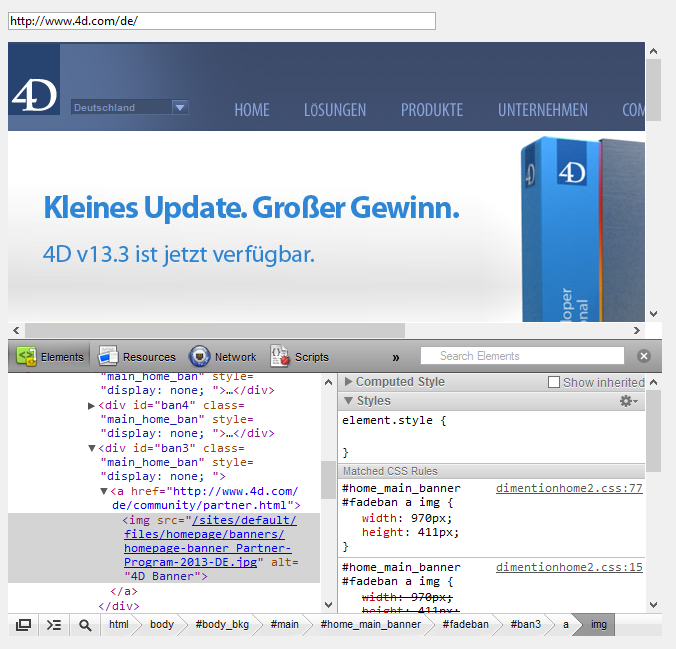 http://www.4d.com/de/
4D
Deutschland
HOME LÖSUNGEN PRODUKTE UNTERNEHMEN COM
4D
4D
Kleines Update. Großer Gewinn.
4D v13.3 ist jetzt verfügbar.
loper
onal
Elements Resources Network Scripts » Search Elements
"main_home_ban" style=
"display: none; ">…</div>
▶<div id="ban4" class=
"main_home_ban" style=
"display: none; ">…</div>
▼<div id="ban3" class=
"main_home_ban" style=
"display: none; ">
▼<a href="http://www.4d.com/
de/community/partner.html">
<img src="/sites/default/
files/homepage/banners/
homepage-banner_Partner-
Program-2013-DE.jpg" alt=
"4D Banner">
</a>
</div>
▶ Computed Style Show inherited
▼ Styles
element.style {
}
Matched CSS Rules
#home_main_banner dimentionhome2.css:77
#fadeban a img {
width: 970px;
height: 411px;
}
#home_main_banner dimentionhome2.css:15
#fadeban a img {
width: 970px;
height: 411px;
html body #body_bkg #main #home_main_banner #fadeban #ban3 a img